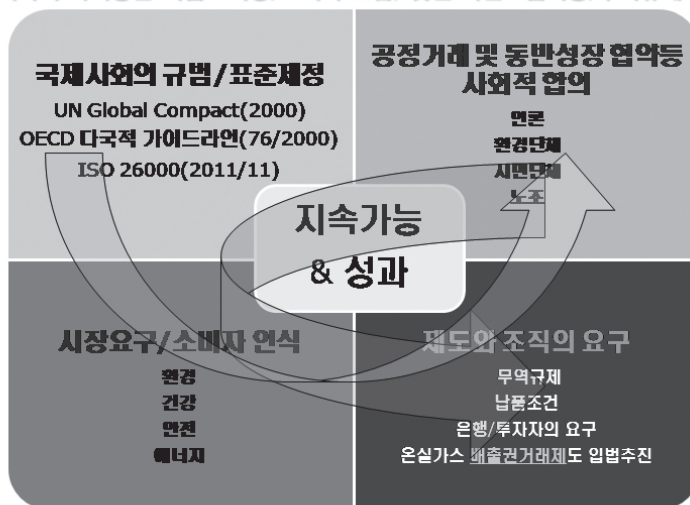 국제사회의 규범/표준제정
UN Global Compact(2000)
OECD 다국적 가이드라인(76/2000)
ISO 26000(2011/11)
공정거래 및 동반성장 협약등
사회적 합의
언론
환경단체
시민단체
노조
지속가능
& 성과
시장요구/소비자 인식
환경
건강
안전
에너지
제도와 조직의 요구
무역규제
납품조건
은행/투자자의 요구
온실가스 배출권거래제도 입법추진